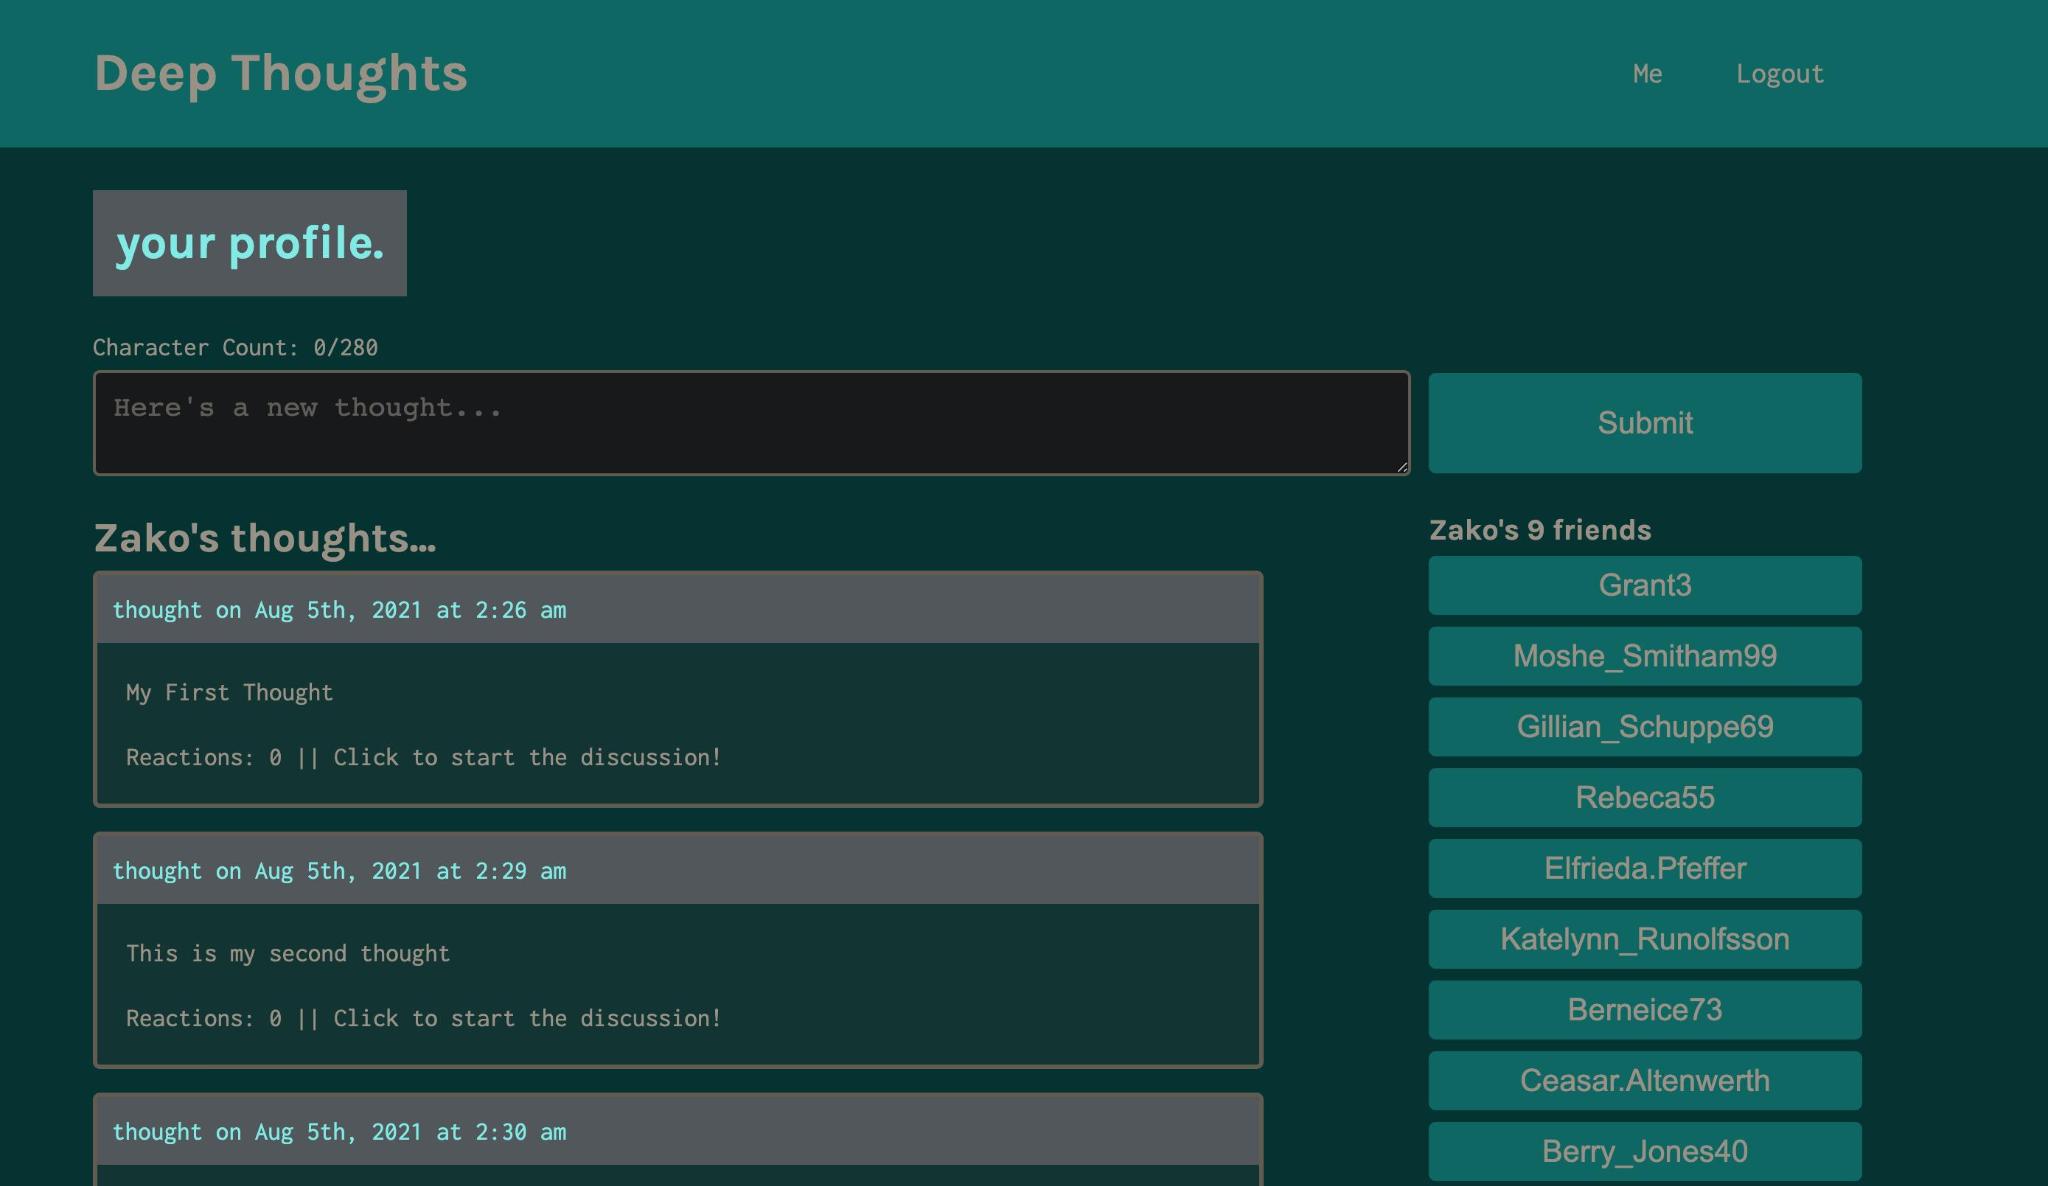 Deep Thoughts
Me
Logout
your profile.
Character Count: 0/280
Here's a new thought...
Submit
Zako's thoughts...
thought on Aug 5th, 2021 at 2:26 am
My First Thought
Reactions: 0 || Click to start the discussion!
thought on Aug 5th, 2021 at 2:29 am
This is my second thought
Reactions: 0 || Click to start the discussion!
thought on Aug 5th, 2021 at 2:30 am
Zako's 9 friends
Grant3
Moshe_Smitham99
Gillian_Schuppe69
Rebeca55
Elfrieda.Pfeffer
Katelynn_Runolfsson
Berneice73
Ceasar.Altenwerth
Berry_Jones40